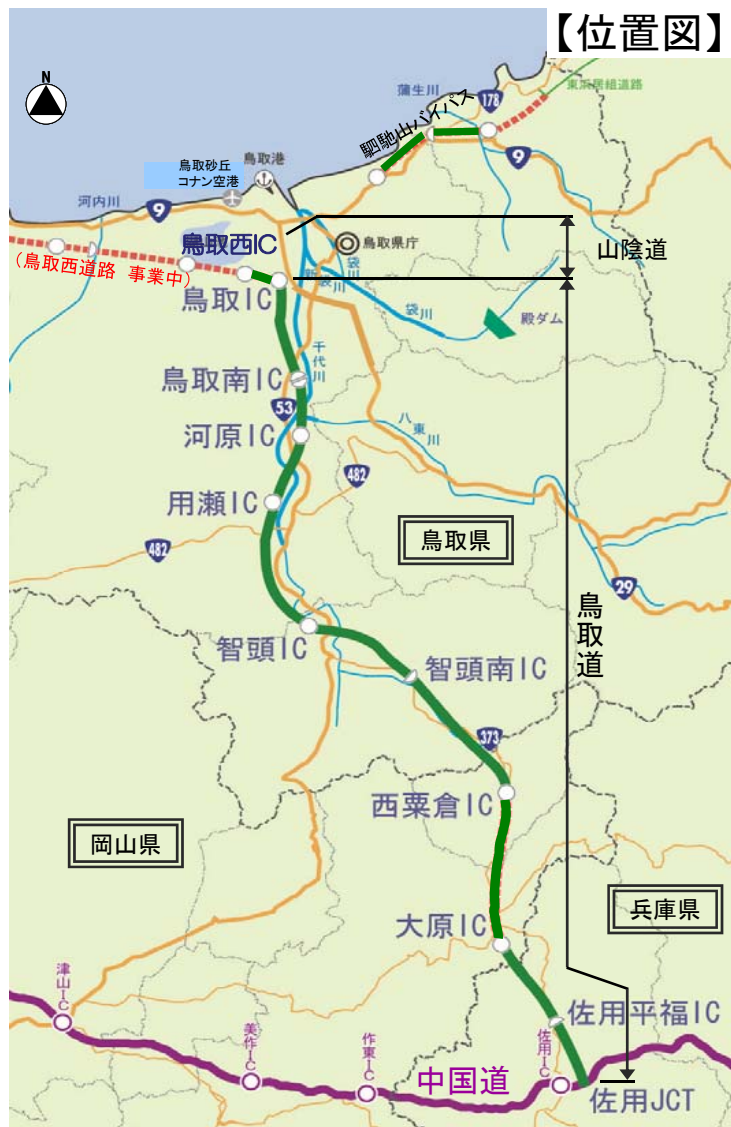 【位置図】
N
蒲生川
178
東浜居組道路
駟馳山バイパス
9
鳥取砂丘
コナン空港
鳥取港
河内川
9
鳥取西IC
鳥取県庁
袋川
新袋川
山陰道
(鳥取西道路 事業中)
鳥取IC
袋川
殿ダム
千代川
鳥取南IC
53
河原IC
八東川
482
用瀬IC
482
鳥取県
29
鳥取道
智頭IC
智頭南IC
373
西粟倉IC
岡山県
兵庫県
大原IC
津山IC
佐用平福IC
美作IC
作東IC
佐用IC
中国道
佐用JCT